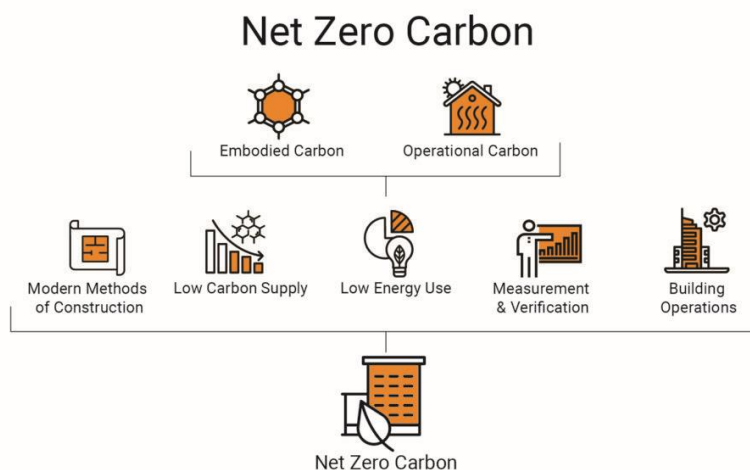 Net Zero Carbon
Embodied Carbon
Operational Carbon
Modern Methods
of Construction
Low Carbon Supply
Low Energy Use
Measurement
& Verification
Building
Operations
Net Zero Carbon